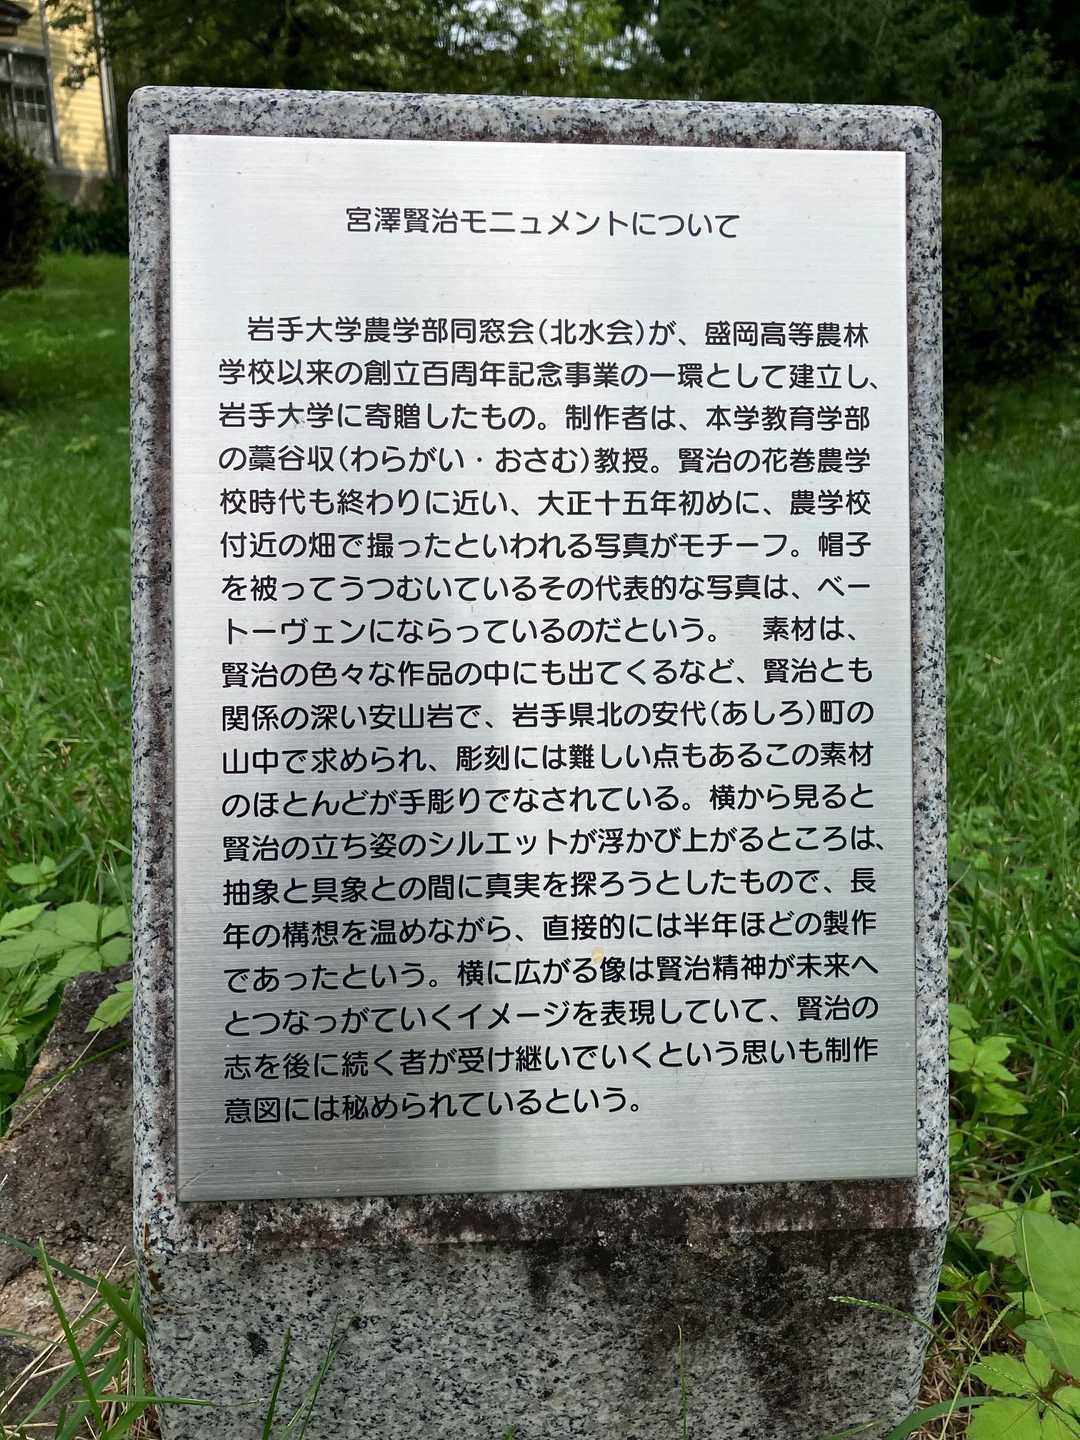 宮澤賢治モニュメントについて
岩手大学農学部同窓会(北水会)が、盛岡高等農林
学校以来の創立百周年記念事業の一環として建立し、
岩手大学に寄贈したもの。制作者は、本学教育学部
の藁谷収(わらがい・おさむ)教授。賢治の花巻農学
校時代も終わりに近い、大正十五年初めに、農学校
付近の畑で撮ったといわれる写真がモチーフ。帽子
を被ってうつむいているその代表的な写真は、ベー
トーヴェンにならっているのだという。 素材は、
賢治の色々な作品の中にも出てくるなど、賢治とも
関係の深い安山岩で、岩手県北の安代(あしろ)町の
山中で求められ、彫刻には難しい点もあるこの素材
のほとんどが手彫りでなされている。横から見ると
賢治の立ち姿のシルエットが浮かび上がるところは、
抽象と具象との間に真実を探ろうとしたもので、長
年の構想を温めながら、直接的には半年ほどの製作
であったという。横に広がる像は賢治精神が未来へ
とつなっがていくイメージを表現していて、賢治の
志を後に続く者が受け継いでいくという思いも制作
意図には秘められているという。